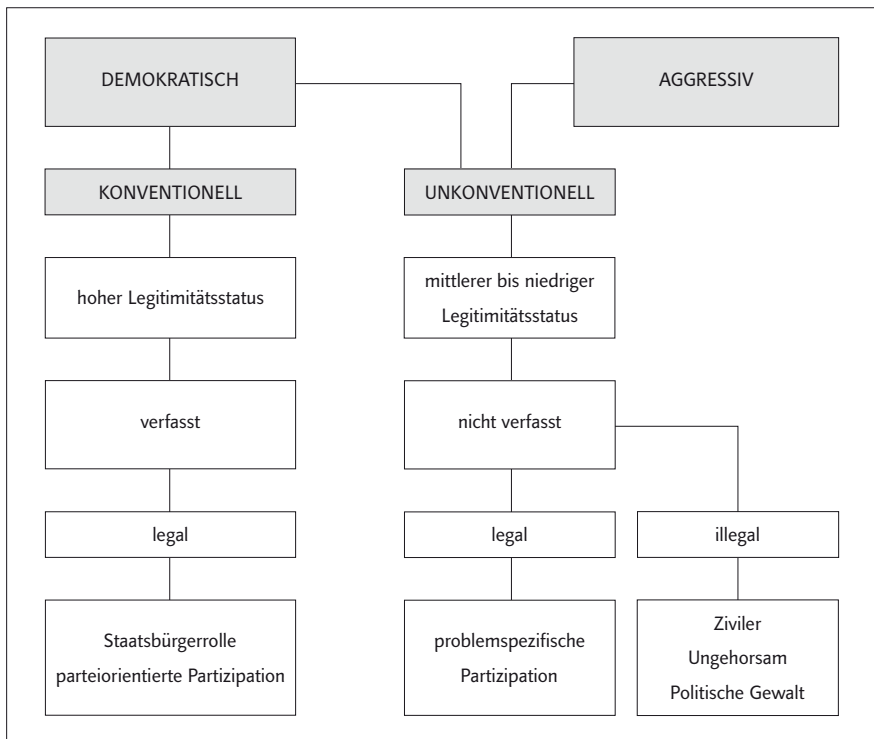 DEMOKRATISCH
AGGRESSIV
KONVENTIONELL
UNKONVENTIONELL
hoher Legitimitätsstatus
mittlerer bis niedriger
Legitimitätsstatus
verfasst
nicht verfasst
legal
legal
illegal
Staatsbürgerrolle
parteiorientierte Partizipation
problemspezifische
Partizipation
Ziviler
Ungehorsam
Politische Gewalt